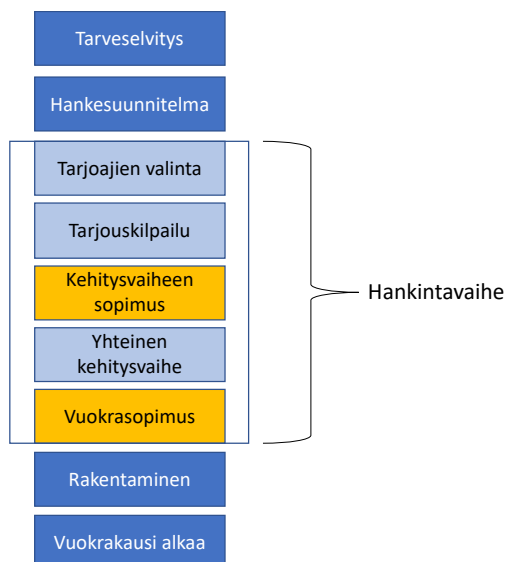 Tarveselvitys
Hankesuunnitelma
Tarjoajien valinta
Tarjouskilpailu
Kehitysvaiheen
sopimus
Hankintavaihe
Yhteinen
kehitysvaihe
Vuokrasopimus
Rakentaminen
Vuokrakausi alkaa